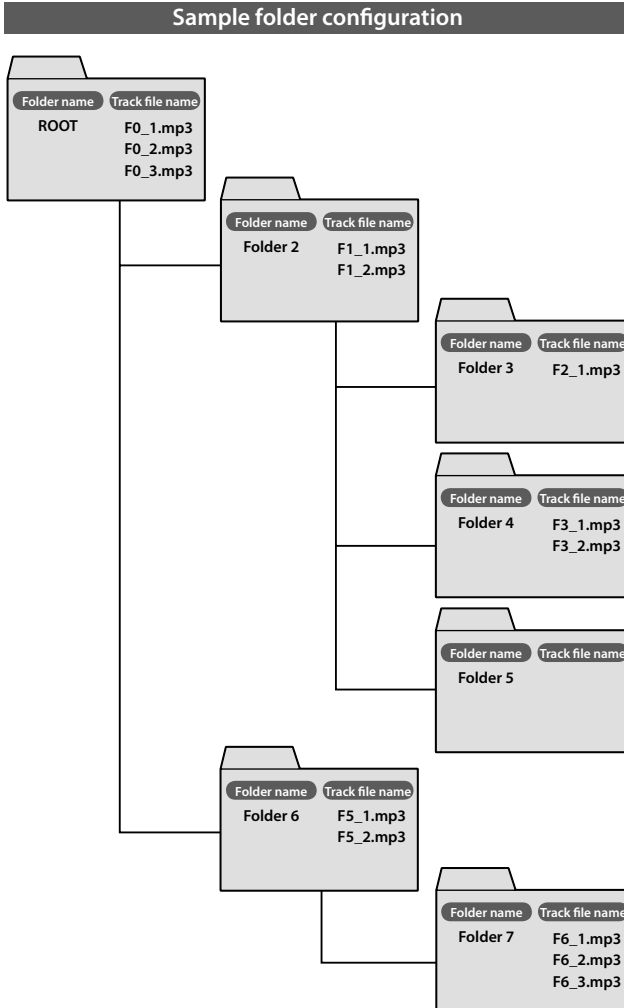 Sample folder configuration
Folder name Track file name
ROOT F0_1.mp3
F0_2.mp3
F0_3.mp3
Folder name Track file name
Folder 2 F1_1.mp3
F1_2.mp3
Folder name Track file name
Folder 3 F2_1.mp3
Folder name Track file name
Folder 4 F3_1.mp3
F3_2.mp3
Folder name Track file name
Folder 5
Folder name Track file name
Folder 6 F5_1.mp3
F5_2.mp3
Folder name Track file name
Folder 7 F6_1.mp3
F6_2.mp3
F6_3.mp3